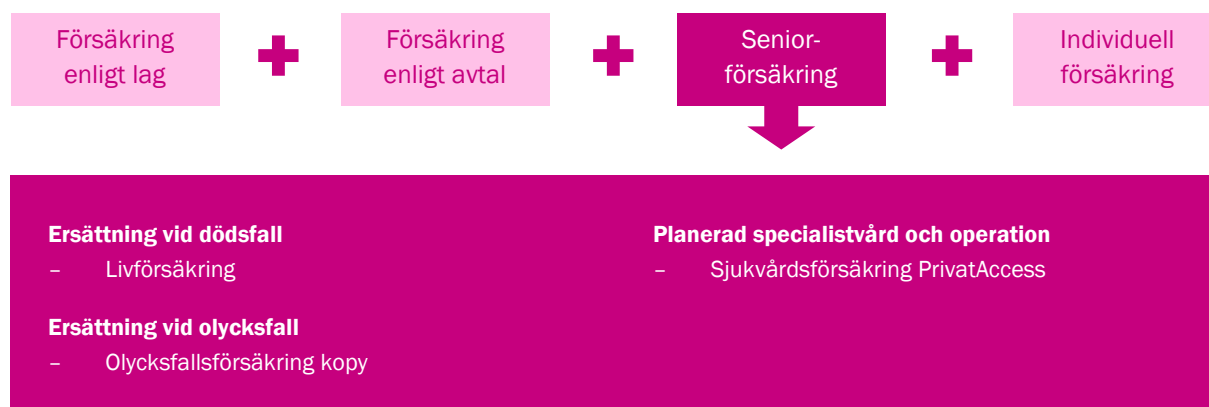 Försäkring
enligt lag
Försäkring
enligt avtal
Senior-
försäkring
Individuell
försäkring
Ersättning vid dödsfall
– Livförsäkring
Ersättning vid olycksfall
– Olycksfallsförsäkring kopy
Planerad specialistvård och operation
– Sjukvårdsförsäkring PrivatAccess